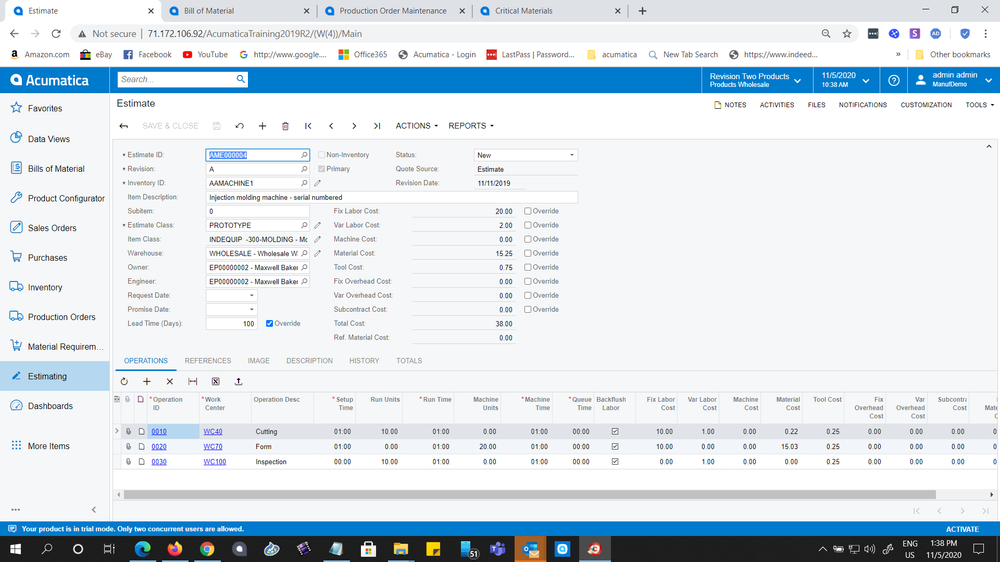 Estimate
Bill of Material
Production Order Maintenance
Critical Materials
Not secure
71.172.106.92/AcumaticaTraining2019R2/(W(4))/Main
Amazon.com
eBay
Facebook
YouTube
http://www.google....
Office365
Acumatica - Login
LastPass | Password...
acumatica
New Tab Search
https://www.indeed...
»
Other bookmarks
Acumatica
Search...
Revision Two Products
Products Wholesale
11/5/2020
10:38 AM
admin admin
ManufDemo
Favorites
Data Views
Bills of Material
Product Configurator
Sales Orders
Purchases
Inventory
Production Orders
Material Requirem...
Estimating
Dashboards
More Items
Estimate
NOTES ACTIVITIES FILES NOTIFICATIONS CUSTOMIZATION TOOLS
SAVE & CLOSE
ACTIONS REPORTS
* Estimate ID: AME000004 Non-Inventory Status: New
* Revision: A Primary Quote Source: Estimate
* Inventory ID: AAMACHINE1 Revision Date: 11/11/2019
Item Description: Injection molding machine - serial numbered
Subitem: 0 Fix Labor Cost: 20.00 Override
* Estimate Class: PROTOTYPE Var Labor Cost: 2.00 Override
Item Class: INDEQUIP -300-MOLDING - Mc Machine Cost: 0.00 Override
Warehouse: WHOLESALE - Wholesale W Material Cost: 15.25 Override
Owner: EP00000002 - Maxwell Baker Tool Cost: 0.75 Override
Engineer: EP00000002 - Maxwell Baker Fix Overhead Cost: 0.00 Override
Request Date: Var Overhead Cost: 0.00 Override
Promise Date: Subcontract Cost: 0.00 Override
Lead Time (Days): 100 Override Total Cost: 38.00
Ref. Material Cost: 0.00
OPERATIONS REFERENCES IMAGE DESCRIPTION HISTORY TOTALS
* Operation ID * Work Center Operation Desc * Setup Time Run Units * Run Time Machine Units * Machine Time * Queue Time Backflush Labor Fix Labor Cost Var Labor Cost Machine Cost Material Cost Tool Cost Fix Overhead Cost Var Overhead Cost Subcontra Cost Mate
0010 WC40 Cutting 01:00 10.00 01:00 0.00 01:00 00:00 10.00 1.00 0.00 0.22 0.25 0.00 0.00 0.00 0
0020 WC70 Form 01:00 0.00 01:00 20.00 01:00 00:00 10.00 0.00 0.00 15.03 0.25 0.00 0.00 0.00 0
0030 WC100 Inspection 00:00 10.00 01:00 0.00 01:00 00:00 0.00 1.00 0.00 0.00 0.25 0.00 0.00 0.00 0
Your product is in trial mode. Only two concurrent users are allowed.
ACTIVATE
51
ENG
US
1:38 PM
11/5/2020